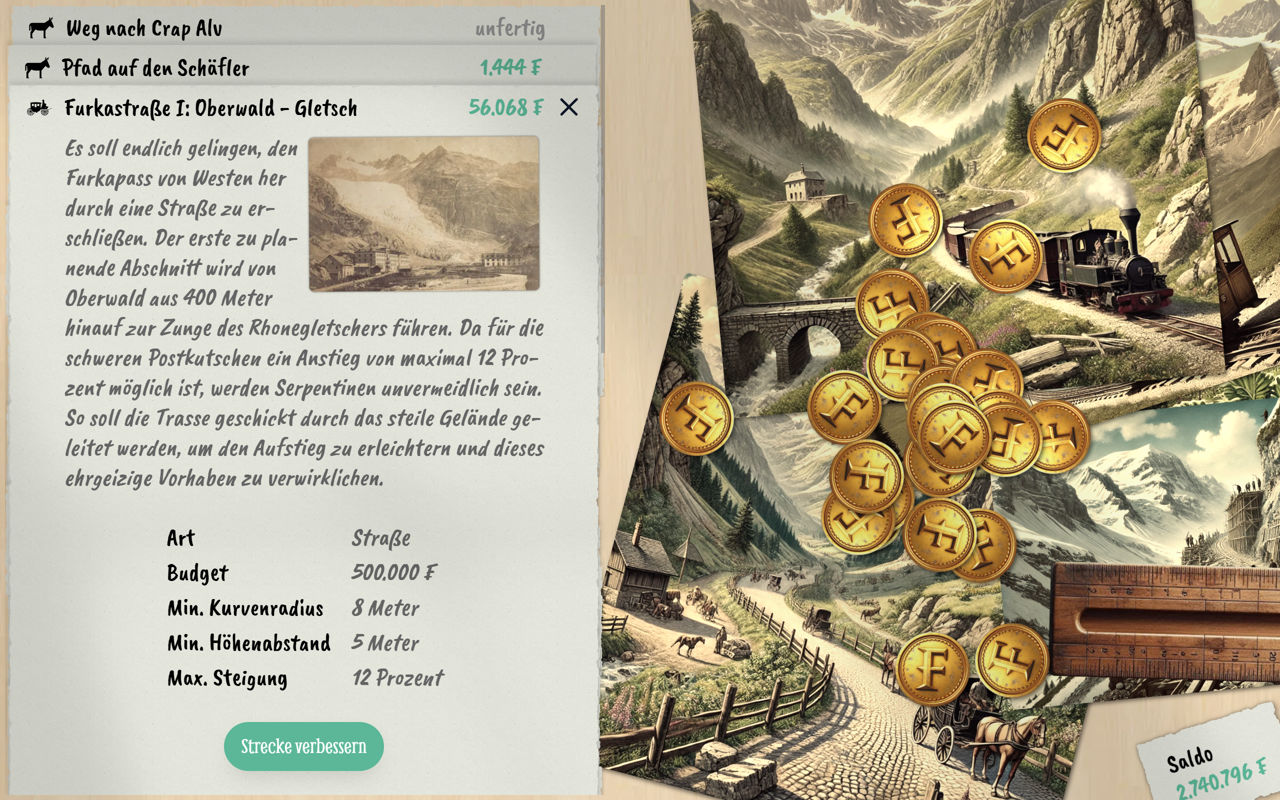 Weg nach Crap Alv unfertig
Pfad auf den Schäfler 1.444 ₣
Furkastraße I: Oberwald – Gletsch 56.068 ₣
Es soll endlich gelingen, den
Furkapass von Westen her
durch eine Straße zu er-
schließen. Der erste zu pla-
nende Abschnitt wird von
Oberwald aus 400 Meter
hinauf zur Zunge des Rhonegletschers führen. Da für die
schweren Postkutschen ein Anstieg von maximal 12 Pro-
zent möglich ist, werden Serpentinen unvermeidlich sein.
So soll die Trasse geschickt durch das steile Gelände ge-
leitet werden, um den Aufstieg zu erleichtern und dieses
ehrgeizige Vorhaben zu verwirklichen.
Art Straße
Budget 500.000 ₣
Min. Kurvenradius 8 Meter
Min. Höhenabstand 5 Meter
Max. Steigung 12 Prozent
Strecke verbessern
Saldo
2.740.796 ₣